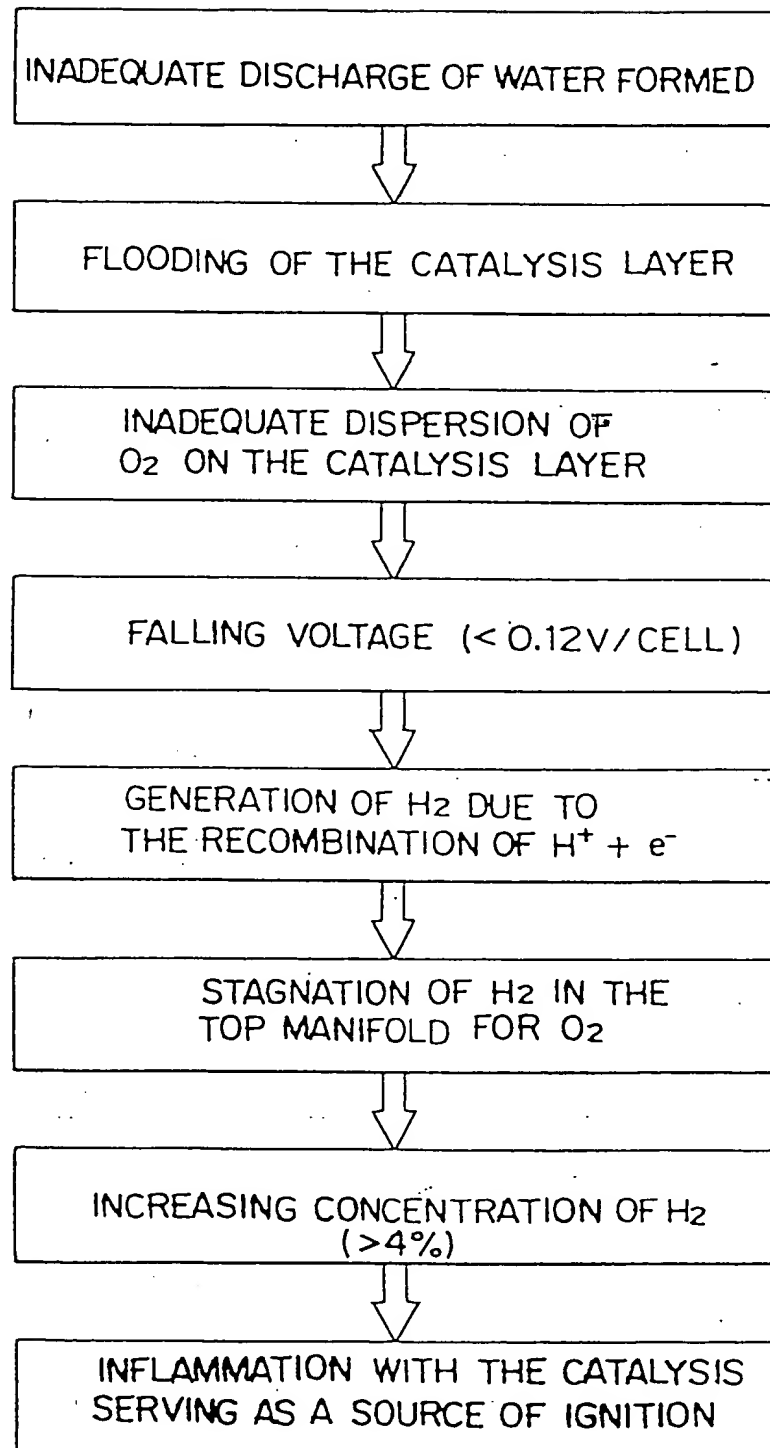 INADEQUATE DISCHARGE OF WATER FORMED
FLOODING OF THE CATALYSIS LAYER
INADEQUATE DISPERSION OF
O2 ON THE CATALYSIS LAYER
FALLING VOLTAGE (< 0.12V/CELL)
GENERATION OF H2 DUE TO
THE RECOMBINATION OF H⁺ + e⁻
STAGNATION OF H2 IN THE
TOP MANIFOLD FOR O2
INCREASING CONCENTRATION OF H2
(>4%)
INFLAMMATION WITH THE CATALYSIS
SERVING AS A SOURCE OF IGNITION